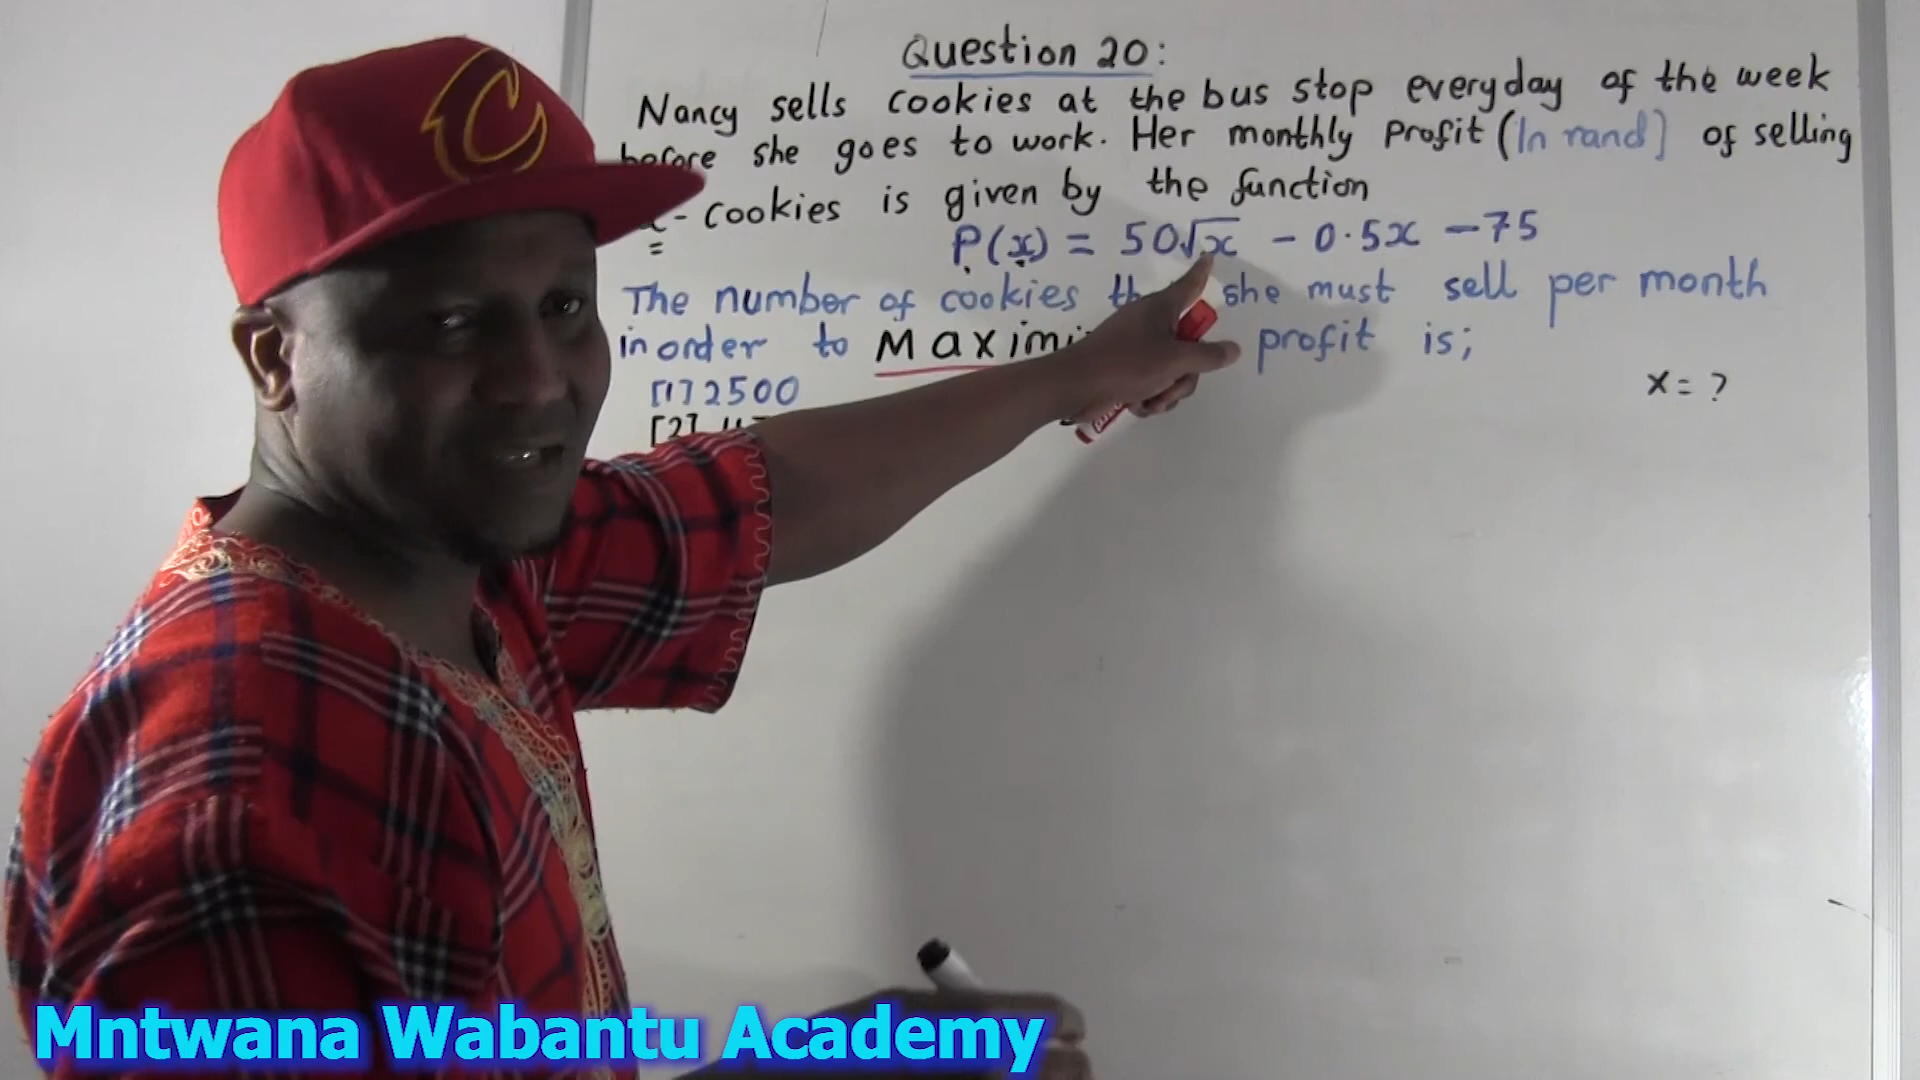 Question 20:
Nancy sells cookies at the bus stop everyday of the week
before she goes to work. Her monthly profit (In rand] of selling
- cookies is given by the function
P(x) = 50√x - 0.5x - 75
The number of cookies she must sell per month
in order to profit is;
[1] 2500
x = ?
[2]
C
Mntwana Wabantu Academy